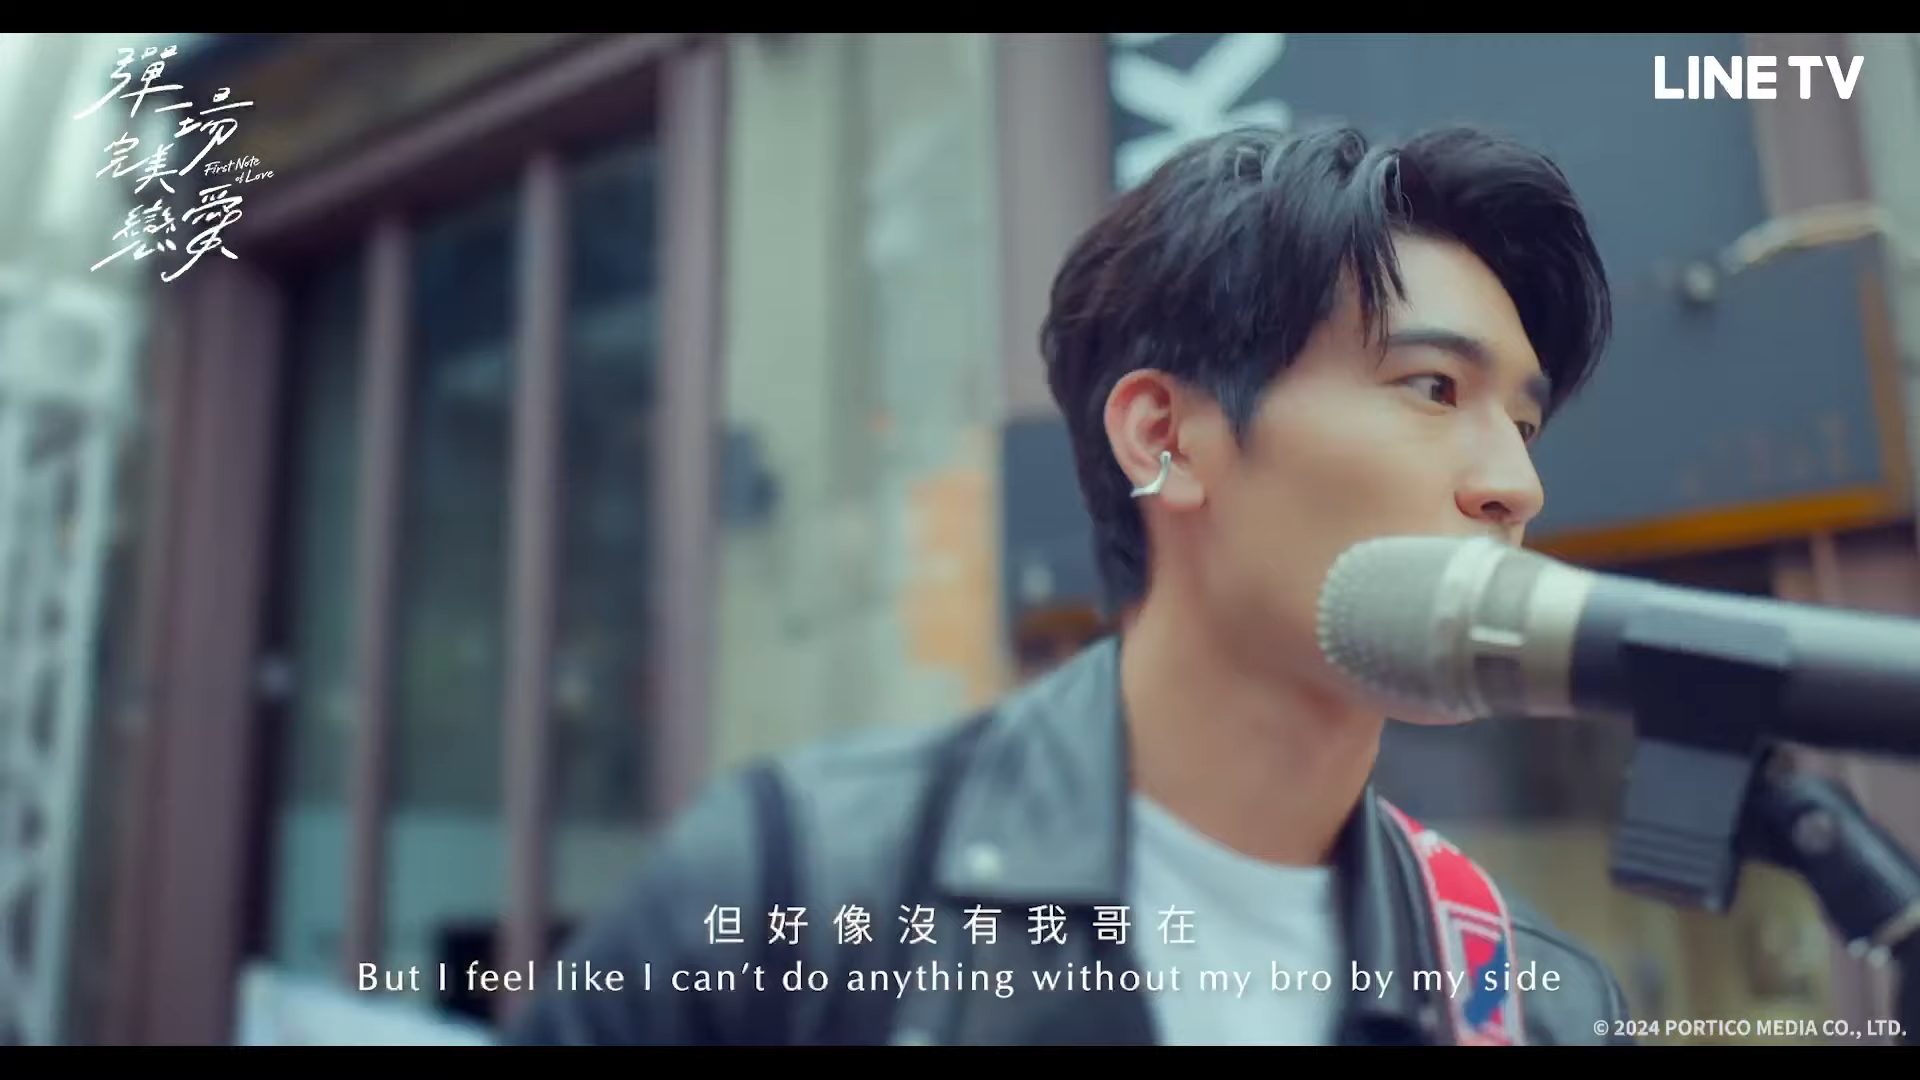 彈一場
完美
First Note
of Love
戀愛
LINE TV
但好像沒有我哥在
But I feel like I can't do anything without my bro by my side
© 2024 PORTICO MEDIA CO., LTD.